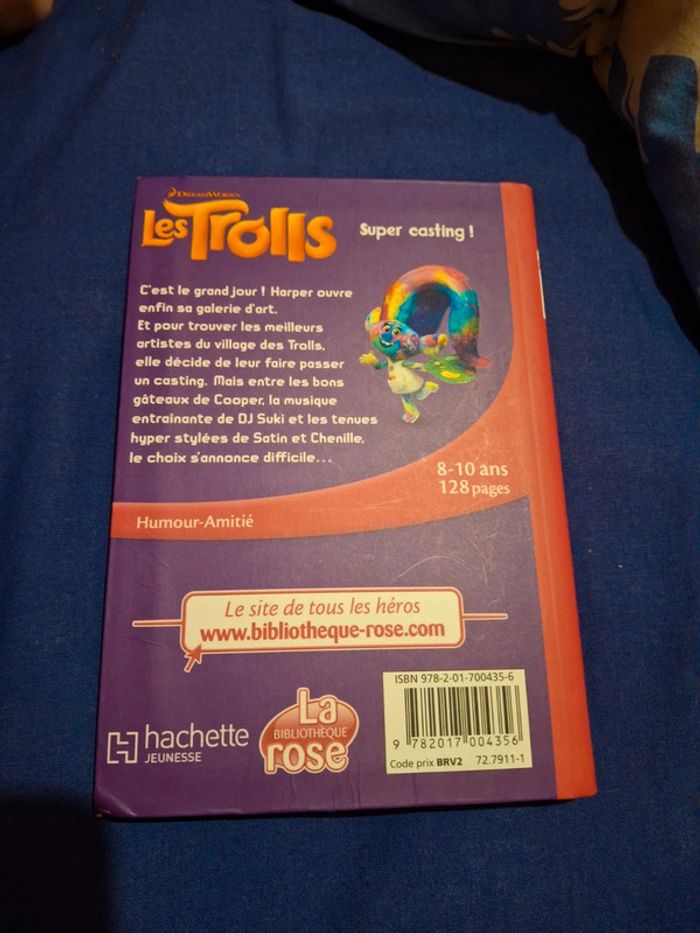 DREAMWORKS
Les Trolls
Super casting !
C'est le grand jour ! Harper ouvre
enfin sa galerie d'art.
Et pour trouver les meilleurs
artistes du village des Trolls,
elle décide de leur faire passer
un casting. Mais entre les bons
gâteaux de Cooper, la musique
entraînante de DJ Suki et les tenues
hyper stylées de Satin et Chenille,
le choix s'annonce difficile...
8-10 ans
128 pages
Humour-Amitié
Le site de tous les héros
www.bibliotheque-rose.com
hachette
JEUNESSE
La
BIBLIOTHÈQUE
rose
ISBN 978-2-01-700435-6
9 782017 004356
Code prix BRV2 72.7911-1